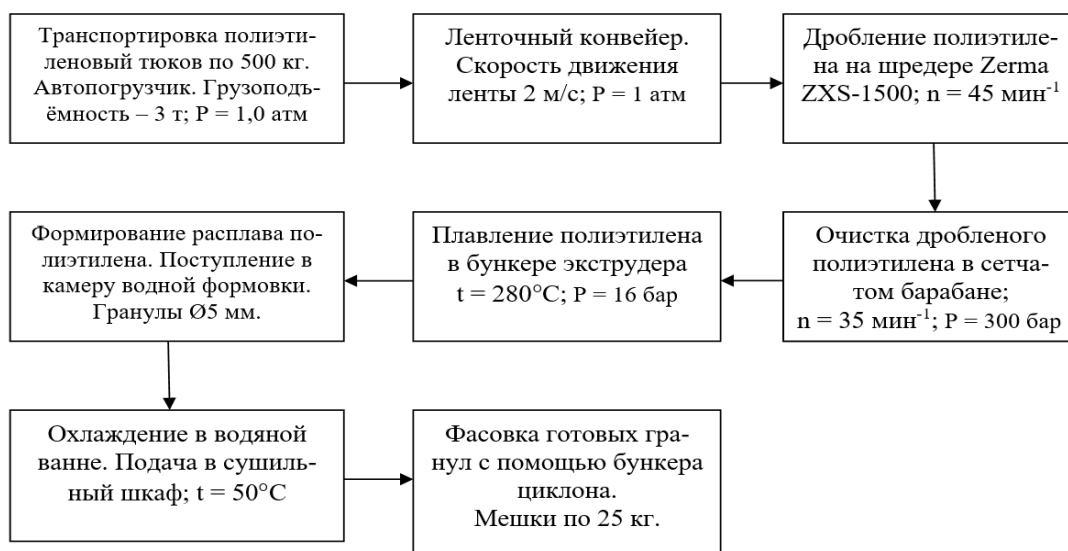 Транспортировка полиэти-
леновый тюков по 500 кг.
Автопогрузчик. Грузоподъ-
ёмность – 3 т; P = 1,0 атм
Ленточный конвейер.
Скорость движения
ленты 2 м/с; P = 1 атм
Дробление полиэтиле-
на на шредере Zerma
ZXS-1500; n = 45 мин⁻¹
Очистка дробленого
полиэтилена в сетча-
том барабане;
n = 35 мин⁻¹; P = 300 бар
Плавление полиэтилена
в бункере экструдера
t = 280°C; P = 16 бар
Формирование расплава по-
лиэтилена. Поступление в
камеру водной формовки.
Гранулы Ø5 мм.
Охлаждение в водяной
ванне. Подача в сушиль-
ный шкаф; t = 50°C
Фасовка готовых гра-
нул с помощью бункера
циклона.
Мешки по 25 кг.